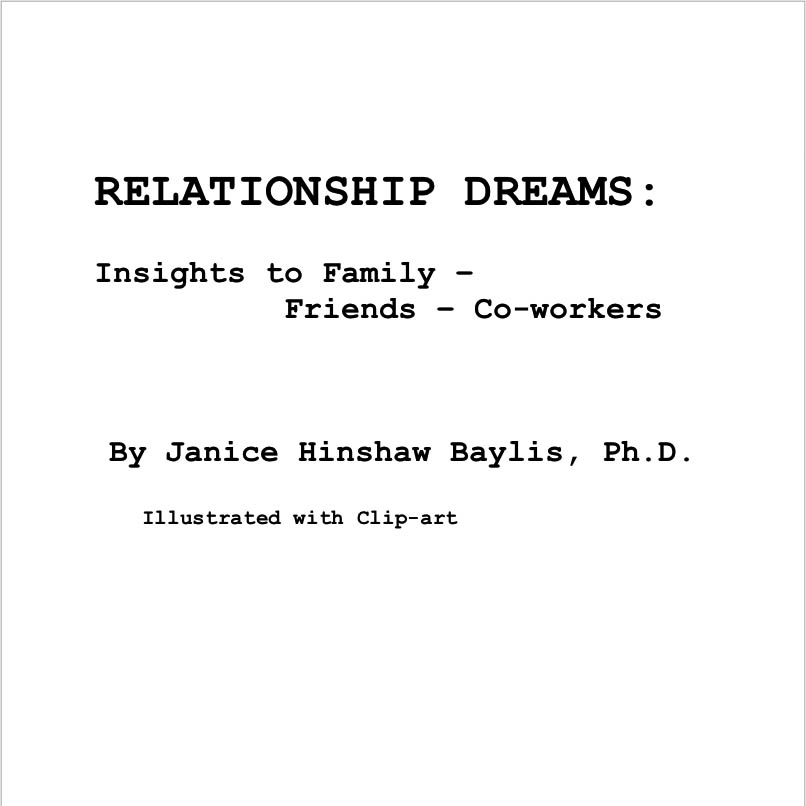 RELATIONSHIP DREAMS:
Insights to Family –
Friends – Co-workers
By Janice Hinshaw Baylis, Ph.D.
Illustrated with Clip-art